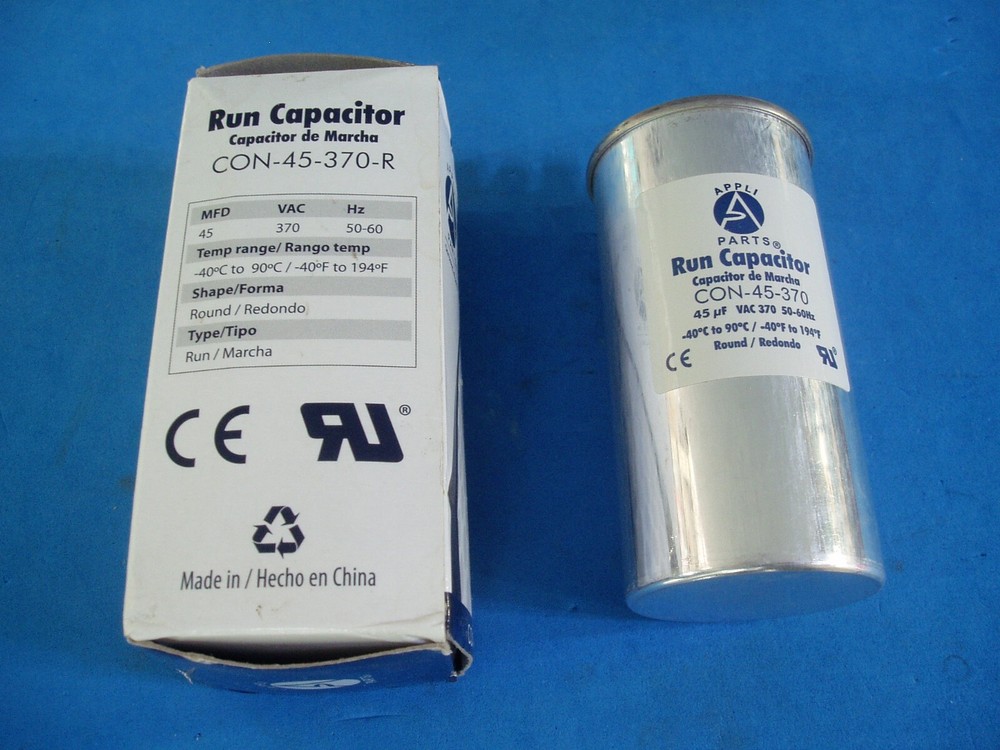 Run Capacitor
Capacitor de Marcha
CON-45-370-R
MFD VAC Hz
45 370 50-60
Temp range/ Rango temp
-40ºC to 90ºC / -40ºF to 194ºF
Shape/Forma
Round / Redondo
Type/Tipo
Run / Marcha
CE RU®
Made in / Hecho en China
APPLI
PARTS®
Run Capacitor
Capacitor de Marcha
CON-45-370
45 µF VAC 370 50-60Hz
-40ºC to 90ºC / -40ºF to 194ºF
Round / Redondo
CE RU®